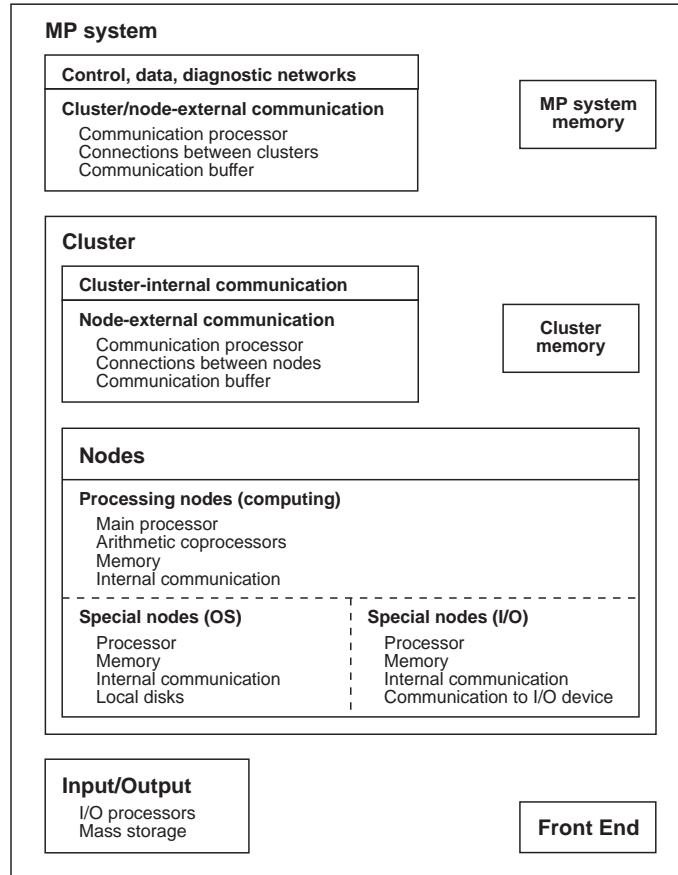 MP system
Control, data, diagnostic networks
Cluster/node-external communication
Communication processor
Connections between clusters
Communication buffer
MP system
memory
Cluster
Cluster-internal communication
Node-external communication
Communication processor
Connections between nodes
Communication buffer
Cluster
memory
Nodes
Processing nodes (computing)
Main processor
Arithmetic coprocessors
Memory
Internal communication
Special nodes (OS)
Processor
Memory
Internal communication
Local disks
Special nodes (I/O)
Processor
Memory
Internal communication
Communication to I/O device
Input/Output
I/O processors
Mass storage
Front End